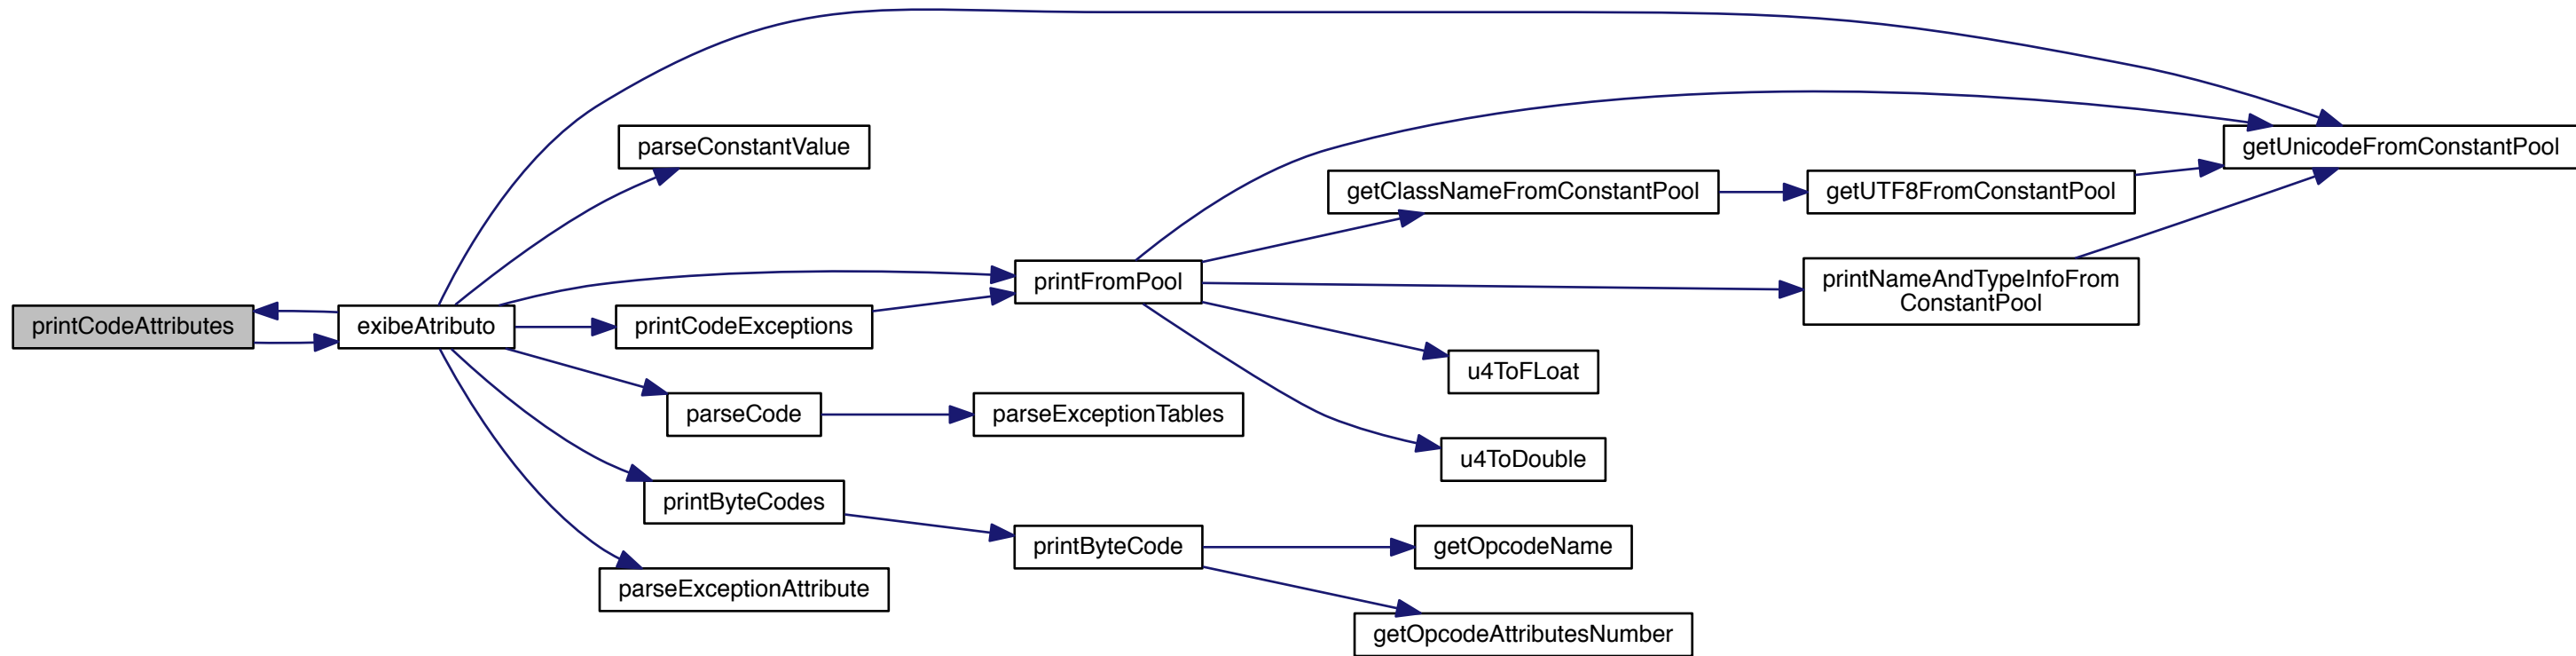 parseConstantValue
getUnicodeFromConstantPool
getClassNameFromConstantPool
getUTF8FromConstantPool
printFromPool
printNameAndTypeInfoFrom
ConstantPool
printCodeAttributes
exibeAtributo
printCodeExceptions
u4ToFLoat
parseCode
parseExceptionTables
u4ToDouble
printByteCodes
printByteCode
getOpcodeName
parseExceptionAttribute
getOpcodeAttributesNumber